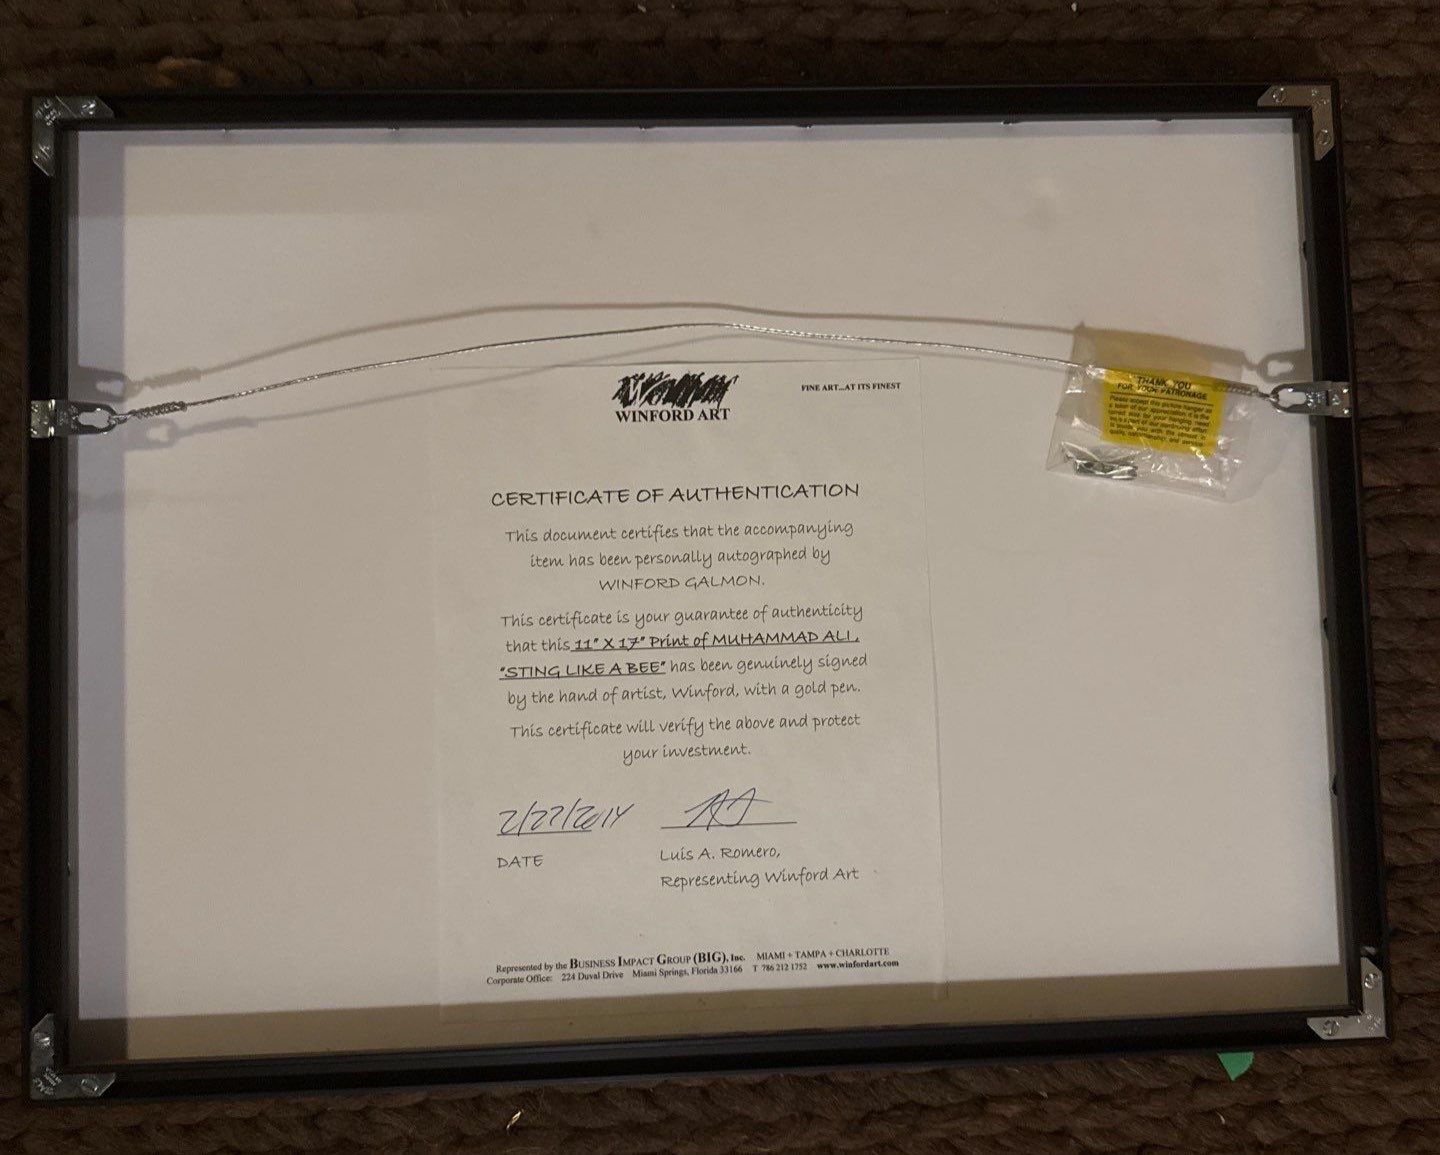 WINFORD ART
FINE ART...AT ITS FINEST
THANK YOU
FOR YOUR PATRONAGE
CERTIFICATE OF AUTHENTICATION
This document certifies that the accompanying
item has been personally autographed by
WINFORD GALMON.
This certificate is your guarantee of authenticity
that this 11" X 17" Print of MUHAMMAD ALI,
"STING LIKE A BEE" has been genuinely signed
by the hand of artist, Winford, with a gold pen.
This certificate will verify the above and protect
your investment.
2/22/2014
DATE
Luis A. Romero,
Representing Winford Art
Represented by the BUSINESS IMPACT GROUP (BIG), Inc. MIAMI + TAMPA + CHARLOTTE
Corporate Office: 224 Duval Drive Miami Springs, Florida 33166 T 786 212 1752 www.winfordart.com